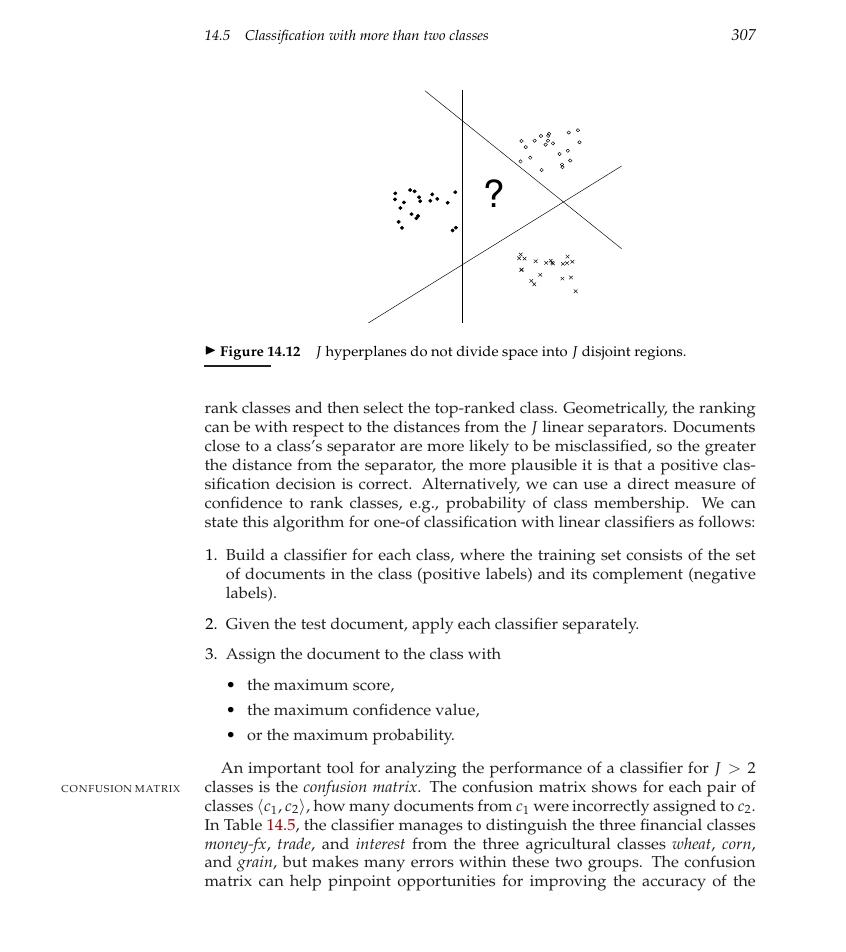 14.5 Classification with more than two classes 307
?
▶ Figure 14.12 J hyperplanes do not divide space into J disjoint regions.
rank classes and then select the top-ranked class. Geometrically, the ranking
can be with respect to the distances from the J linear separators. Documents
close to a class's separator are more likely to be misclassified, so the greater
the distance from the separator, the more plausible it is that a positive clas-
sification decision is correct. Alternatively, we can use a direct measure of
confidence to rank classes, e.g., probability of class membership. We can
state this algorithm for one-of classification with linear classifiers as follows:
1. Build a classifier for each class, where the training set consists of the set
of documents in the class (positive labels) and its complement (negative
labels).
2. Given the test document, apply each classifier separately.
3. Assign the document to the class with
• the maximum score,
• the maximum confidence value,
• or the maximum probability.
An important tool for analyzing the performance of a classifier for J > 2
CONFUSION MATRIX classes is the confusion matrix. The confusion matrix shows for each pair of
classes ⟨c₁, c₂⟩, how many documents from c₁ were incorrectly assigned to c₂.
In Table 14.5, the classifier manages to distinguish the three financial classes
money-fx, trade, and interest from the three agricultural classes wheat, corn,
and grain, but makes many errors within these two groups. The confusion
matrix can help pinpoint opportunities for improving the accuracy of the